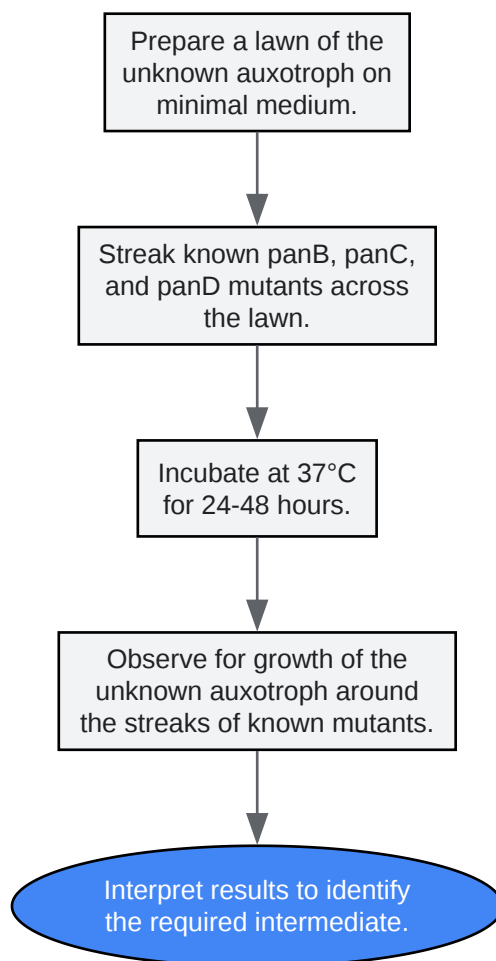 Prepare a lawn of the
unknown auxotroph on
minimal medium.
Streak known panB, panC,
and panD mutants across
the lawn.
Incubate at 37°C
for 24-48 hours.
Observe for growth of the
unknown auxotroph around
the streaks of known mutants.
Interpret results to identify
the required intermediate.